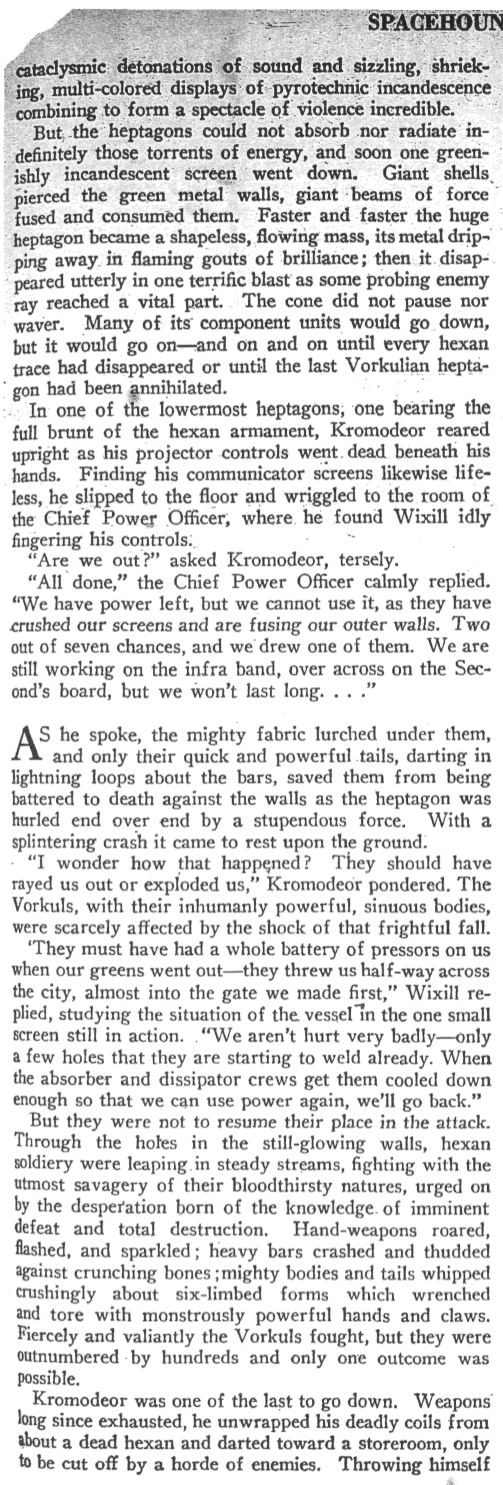 SPACEHOUN
cataclysmic detonations of sound and sizzling, shriek-
ing, multi-colored displays of pyrotechnic incandescence
combining to form a spectacle of violence incredible.
But the heptagons could not absorb nor radiate in-
definitely those torrents of energy, and soon one green-
ishly incandescent screen went down. Giant shells
pierced the green metal walls, giant beams of force
fused and consumed them. Faster and faster the huge
heptagon became a shapeless, flowing mass, its metal drip-
ping away in flaming gouts of brilliance; then it disap-
peared utterly in one terrific blast as some probing enemy
ray reached a vital part. The cone did not pause nor
waver. Many of its component units would go down,
but it would go on—and on and on until every hexan
trace had disappeared or until the last Vorkulian hepta-
gon had been annihilated.
In one of the lowermost heptagons, one bearing the
full brunt of the hexan armament, Kromodeor reared
upright as his projector controls went dead beneath his
hands. Finding his communicator screens likewise life-
less, he slipped to the floor and wriggled to the room of
the Chief Power Officer, where he found Wixill idly
fingering his controls.
"Are we out?" asked Kromodeor, tersely.
"All done," the Chief Power Officer calmly replied.
"We have power left, but we cannot use it, as they have
crushed our screens and are fusing our outer walls. Two
out of seven chances, and we drew one of them. We are
still working on the infra band, over across on the Sec-
ond's board, but we won't last long. . . ."
AS he spoke, the mighty fabric lurched under them,
and only their quick and powerful tails, darting in
lightning loops about the bars, saved them from being
battered to death against the walls as the heptagon was
hurled end over end by a stupendous force. With a
splintering crash it came to rest upon the ground.
"I wonder how that happened? They should have
rayed us out or exploded us," Kromodeor pondered. The
Vorkuls, with their inhumanly powerful, sinuous bodies,
were scarcely affected by the shock of that frightful fall.
'They must have had a whole battery of pressors on us
when our greens went out—they threw us half-way across
the city, almost into the gate we made first," Wixill re-
plied, studying the situation of the vessel in the one small
screen still in action. "We aren't hurt very badly—only
a few holes that they are starting to weld already. When
the absorber and dissipator crews get them cooled down
enough so that we can use power again, we'll go back."
But they were not to resume their place in the attack.
Through the holes in the still-glowing walls, hexan
soldiery were leaping in steady streams, fighting with the
utmost savagery of their bloodthirsty natures, urged on
by the desperation born of the knowledge of imminent
defeat and total destruction. Hand-weapons roared,
flashed, and sparkled; heavy bars crashed and thudded
against crunching bones; mighty bodies and tails whipped
crushingly about six-limbed forms which wrenched
and tore with monstrously powerful hands and claws.
Fiercely and valiantly the Vorkuls fought, but they were
outnumbered by hundreds and only one outcome was
possible.
Kromodeor was one of the last to go down. Weapons
long since exhausted, he unwrapped his deadly coils from
about a dead hexan and darted toward a storeroom, only
to be cut off by a horde of enemies. Throwing himself